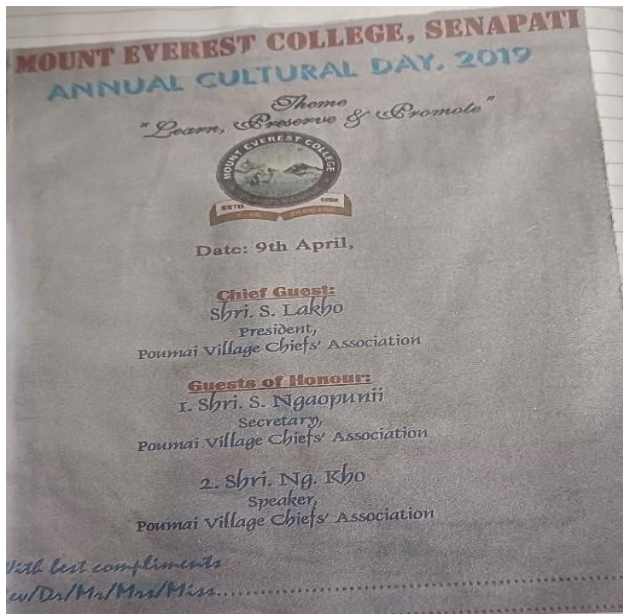 MOUNT EVEREST COLLEGE, SENAPATI
ANNUAL CULTURAL DAY, 2019
Theme
"Learn, Preserve & Promote"
MOUNT EVEREST COLLEGE
ESTD. 1996
Date: 9th April,
Chief Guest:
Shri. S. Lakho
President,
Poumai Village Chiefs' Association
Guests of Honour:
1. Shri. S. Ngaopunii
Secretary,
Poumai Village Chiefs' Association
2. Shri. Ng. Kho
Speaker,
Poumai Village Chiefs' Association
With best compliments
ev/Dr/Mr/Mrs/Miss..............................